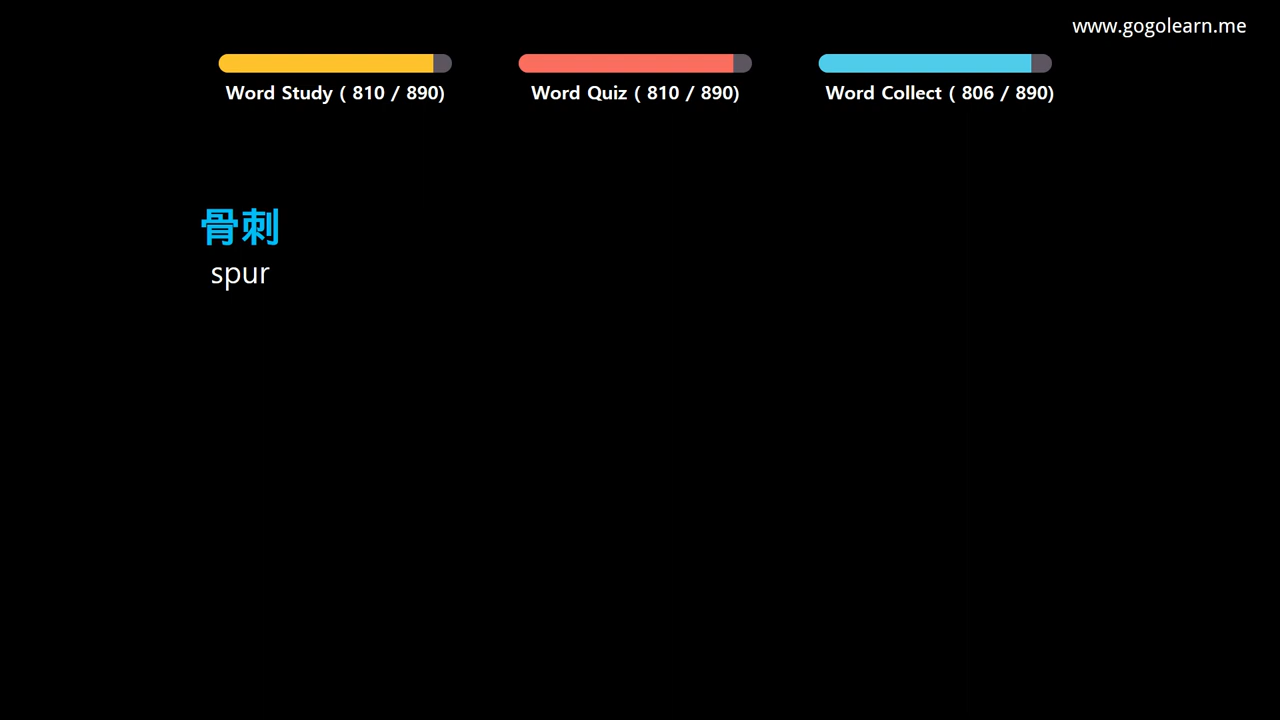 www.gogolearn.me
Word Study ( 810 / 890)
Word Quiz ( 810 / 890)
Word Collect ( 806 / 890)
骨刺
spur